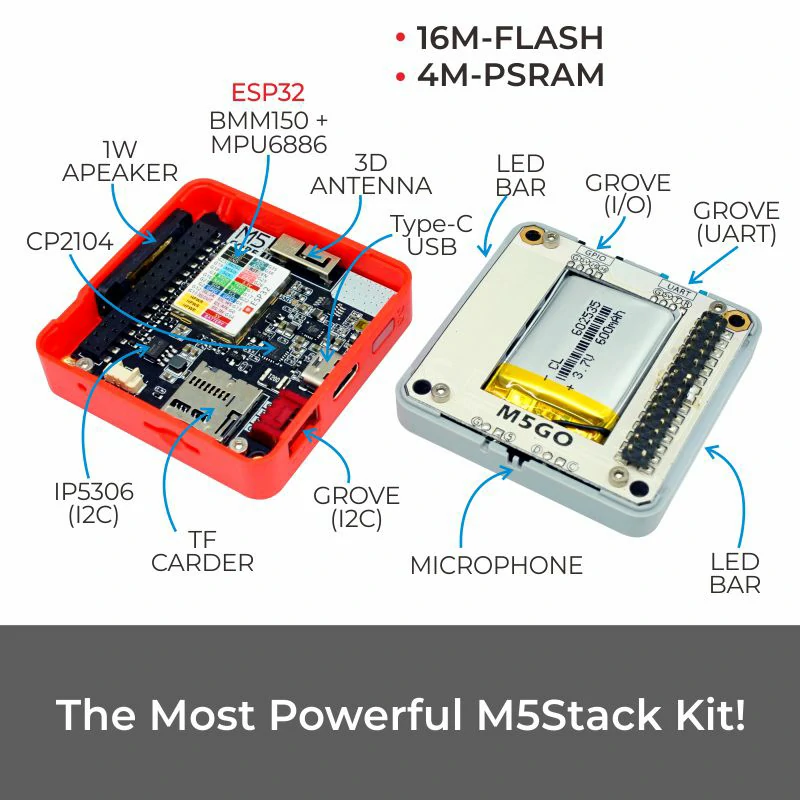 • 16M-FLASH
• 4M-PSRAM
ESP32
BMM150 +
MPU6886
1W
APEAKER
3D
ANTENNA
CP2104
Type-C
USB
LED
BAR
GROVE
(I/O)
GROVE
(UART)
M5
GPIO
UART
ESP32
602535
600mAh
CL
3.7V
- +
M5GO
IP5306
(I2C)
TF
CARDER
GROVE
(I2C)
MICROPHONE
LED
BAR
The Most Powerful M5Stack Kit!